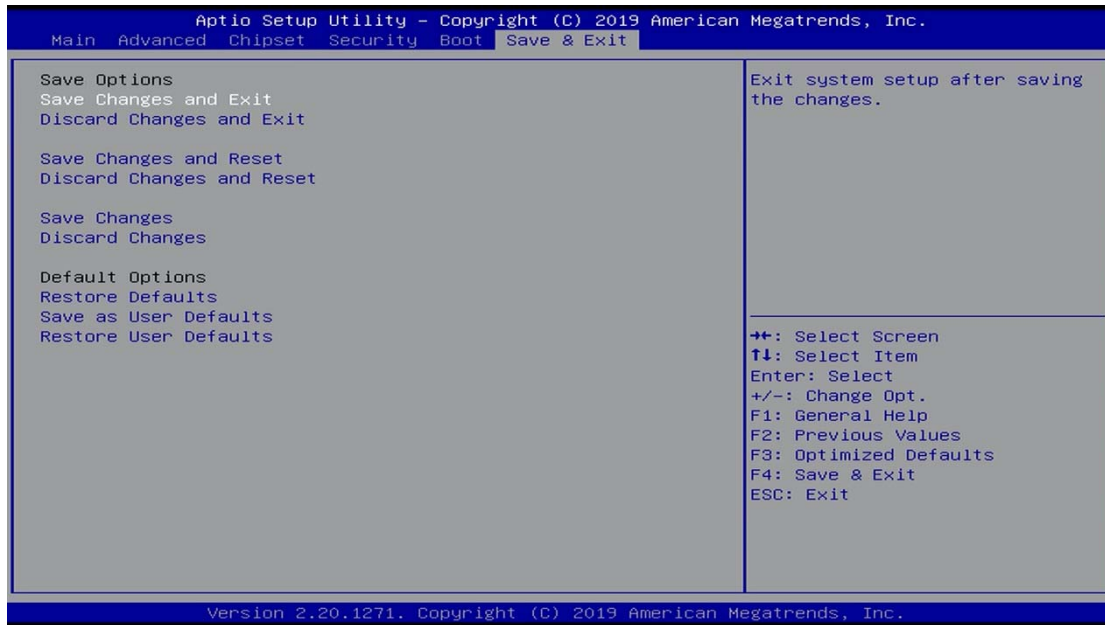 Aptio Setup Utility – Copyright (C) 2019 American Megatrends, Inc.
Main Advanced Chipset Security Boot Save & Exit
Save Options
Save Changes and Exit
Discard Changes and Exit
Save Changes and Reset
Discard Changes and Reset
Save Changes
Discard Changes
Default Options
Restore Defaults
Save as User Defaults
Restore User Defaults
Exit system setup after saving
the changes.
→←: Select Screen
↑↓: Select Item
Enter: Select
+/-: Change Opt.
F1: General Help
F2: Previous Values
F3: Optimized Defaults
F4: Save & Exit
ESC: Exit
Version 2.20.1271. Copyright (C) 2019 American Megatrends, Inc.